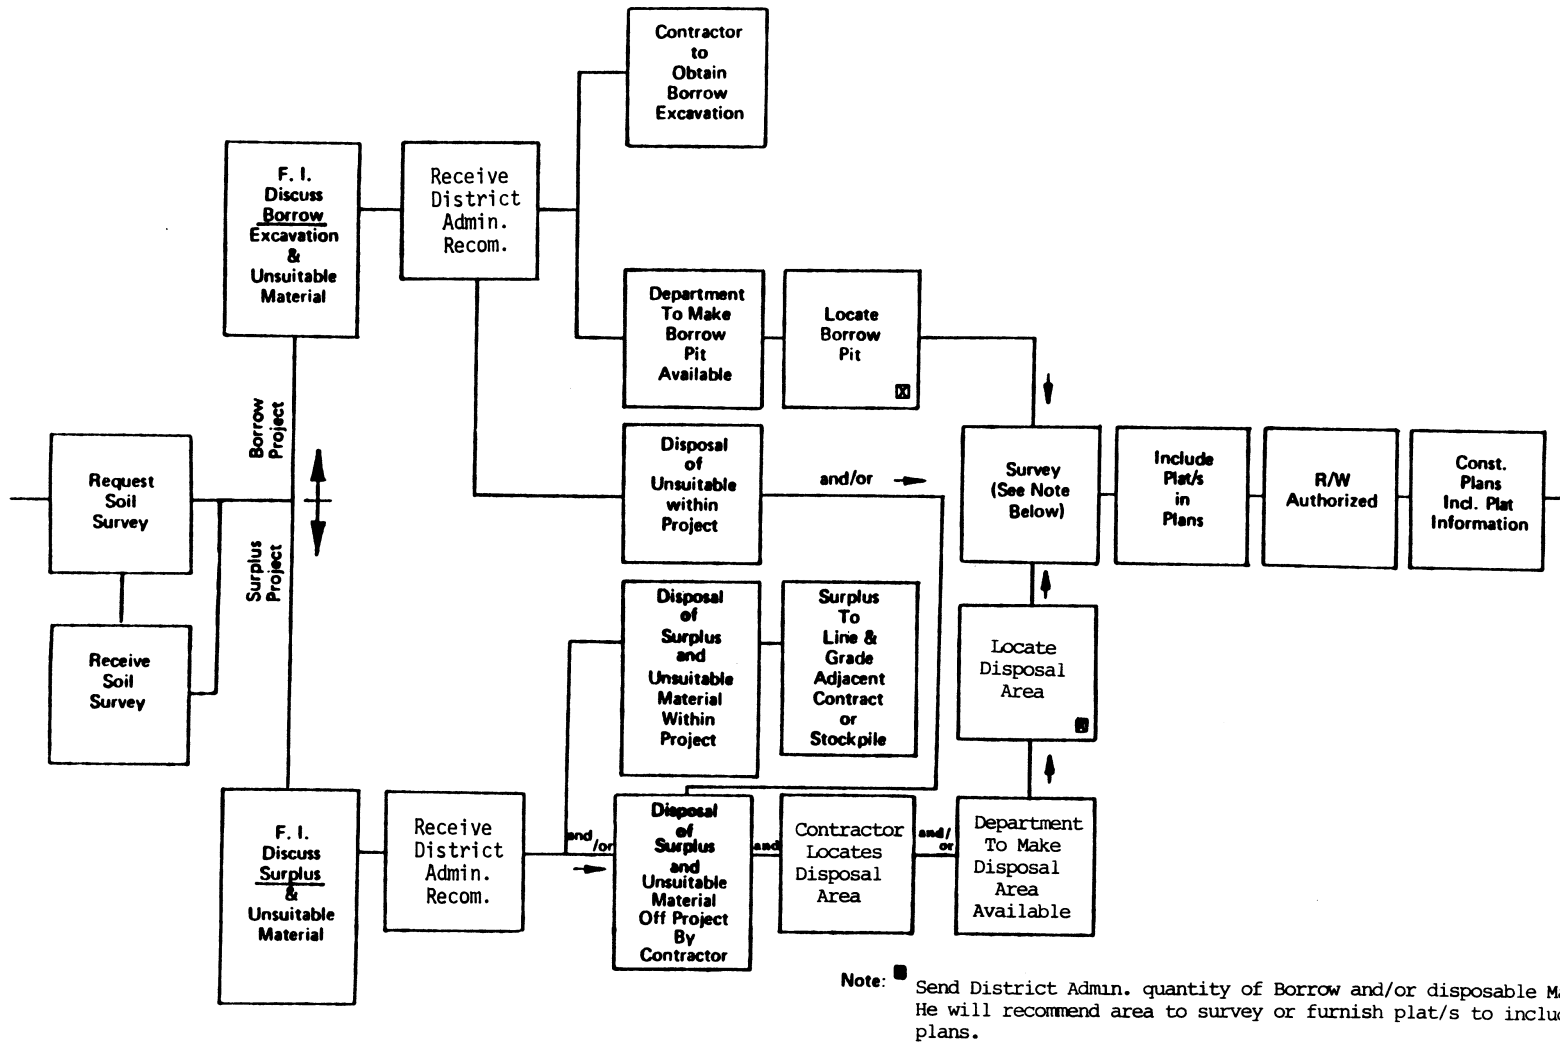 Contractor
to
Obtain
Borrow
Excavation
F. I.
Discuss
Borrow
Excavation
&
Unsuitable
Material
Receive
District
Admin.
Recom.
Department
To Make
Borrow
Pit
Available
Locate
Borrow
Pit
Borrow
Project
Request
Soil
Survey
Disposal
of
Unsuitable
within
Project
and/or
Survey
(See Note
Below)
Include
Plat/s
in
Plans
R/W
Authorized
Const.
Plans
Incl. Plat
Information
Surplus
Project
Receive
Soil
Survey
Disposal
of
Surplus
and
Unsuitable
Material
Within
Project
Surplus
To
Line &
Grade
Adjacent
Contract
or
Stockpile
Locate
Disposal
Area
F. I.
Discuss
Surplus
&
Unsuitable
Material
Receive
District
Admin.
Recom.
and
/or
Disposal
of
Surplus
and
Unsuitable
Material
Off Project
By
Contractor
and
Contractor
Locates
Disposal
Area
and/
or
Department
To Make
Disposal
Area
Available
Note:
Send District Admin. quantity of Borrow and/or disposable
He will recommend area to survey or furnish plat/s to
plans.